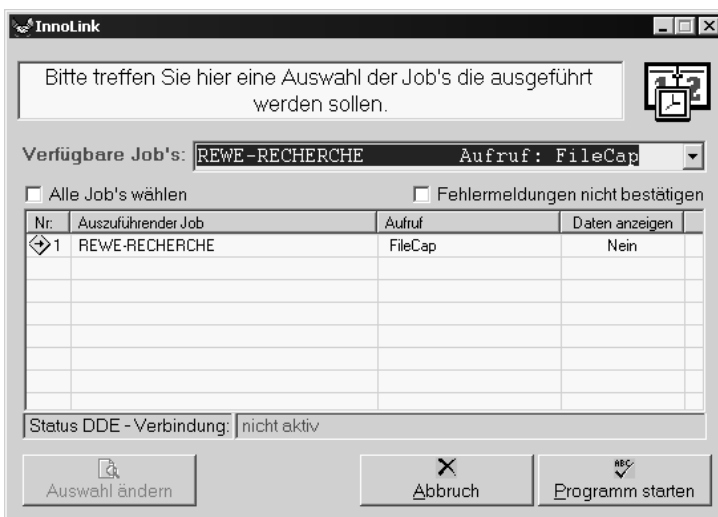 InnoLink
Bitte treffen Sie hier eine Auswahl der Job's die ausgeführt
werden sollen.
Verfügbare Job's: REWE-RECHERCHE Aufruf: FileCap
Alle Job's wählen Fehlermeldungen nicht bestätigen
Nr. Auszuführender Job Aufruf Daten anzeigen
1 REWE-RECHERCHE FileCap Nein
Status DDE - Verbindung: nicht aktiv
ABC
Auswahl ändern Abbruch Programm starten